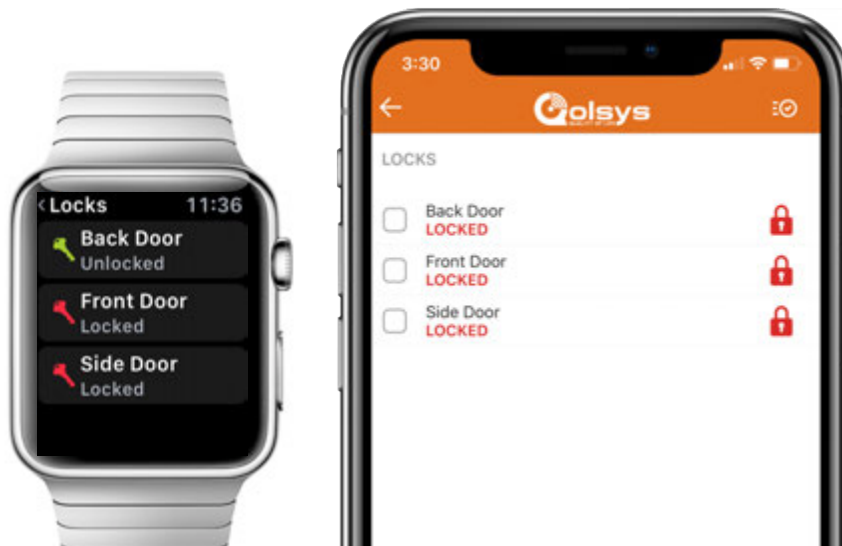 Locks 11:36
Back Door
Unlocked
Front Door
Locked
Side Door
Locked
3:30
Qolsys
LOCKS
Back Door
LOCKED
Front Door
LOCKED
Side Door
LOCKED